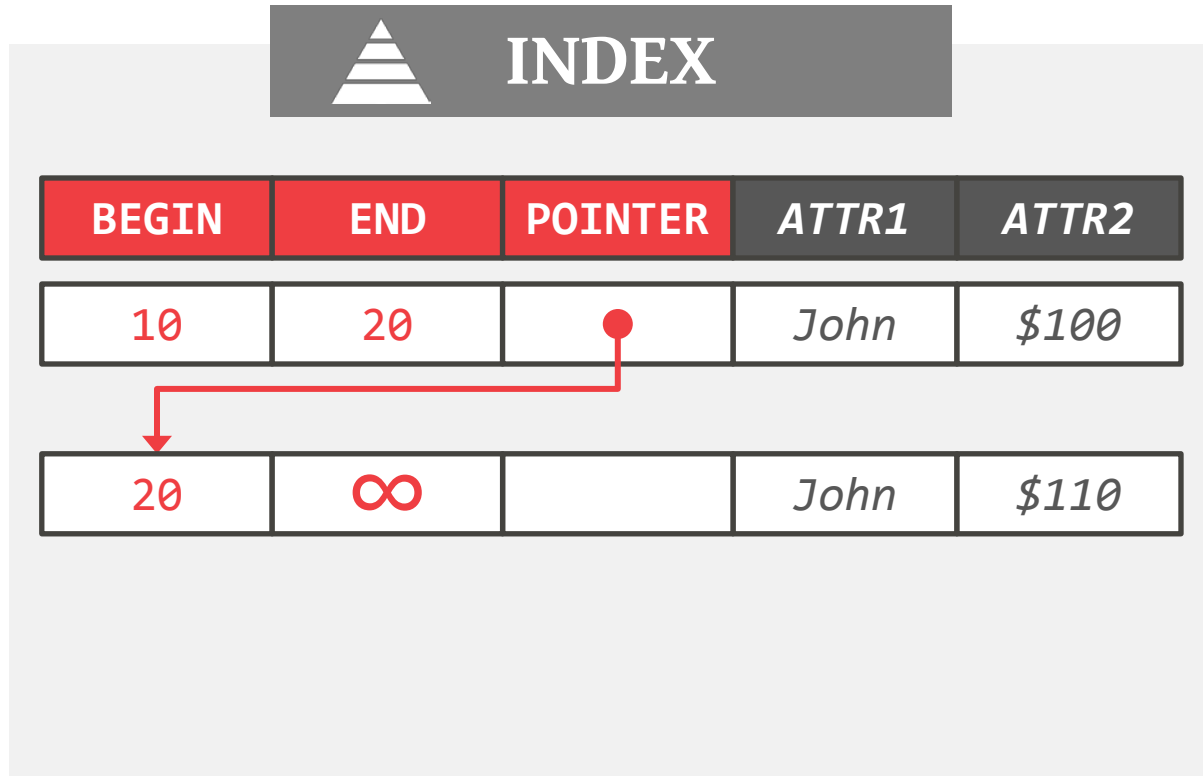 INDEX
BEGIN END POINTER ATTR1 ATTR2
10 20 John $100
20 ∞ John $110